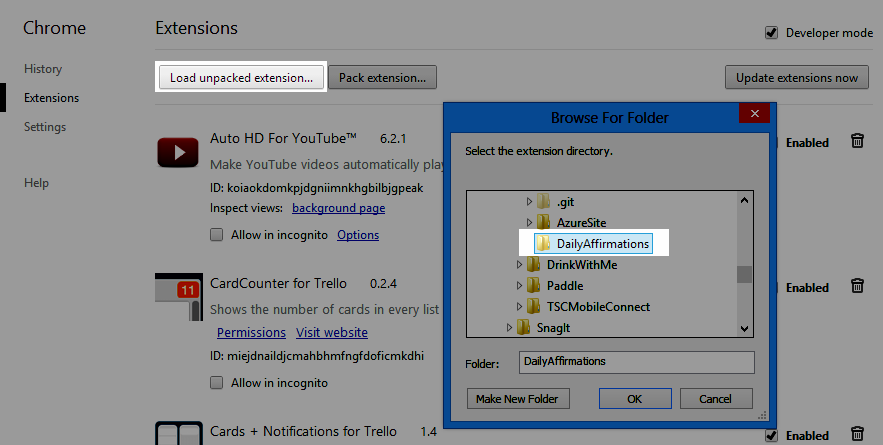 Chrome
Extensions
Developer mode
History
Extensions
Settings
Help
Load unpacked extension...
Pack extension...
Update extensions now
Auto HD For YouTube™ 6.2.1
Make YouTube videos automatically play
ID: koiaokdomkpjdgniimnkhgbilbjgpeak
Inspect views: background page
Allow in incognito Options
Enabled
CardCounter for Trello 0.2.4
11
Shows the number of cards in every list
Permissions Visit website
ID: miejdnaildjcmahbhmfngfdoficmkdhi
Allow in incognito
Enabled
Cards + Notifications for Trello 1.4
Enabled
Browse For Folder
Select the extension directory.
.git
AzureSite
DailyAffirmations
DrinkWithMe
Paddle
TSCMobileConnect
SnagIt
Folder: DailyAffirmations
Make New Folder
OK
Cancel